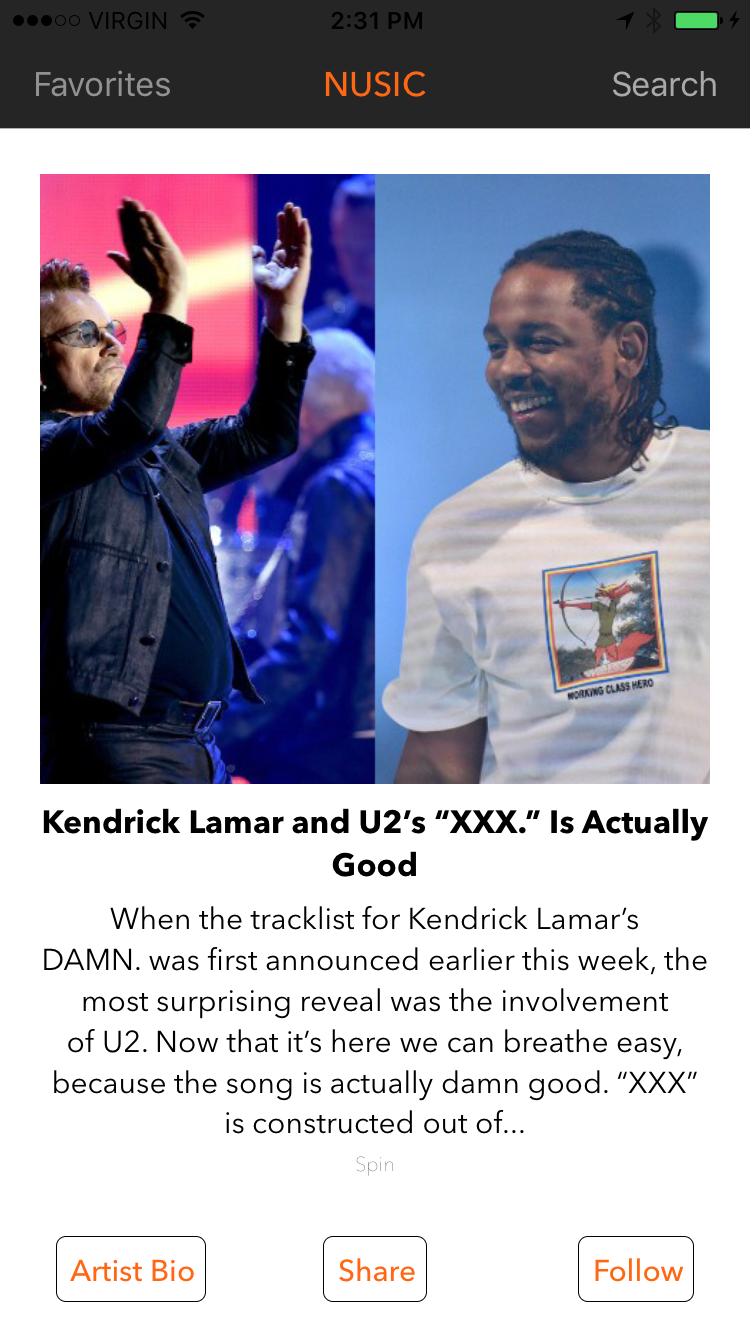 VIRGIN 2:31 PM
Favorites NUSIC Search
WORKING CLASS HERO
Kendrick Lamar and U2’s “XXX.” Is Actually
Good
When the tracklist for Kendrick Lamar’s
DAMN. was first announced earlier this week, the
most surprising reveal was the involvement
of U2. Now that it’s here we can breathe easy,
because the song is actually damn good. “XXX”
is constructed out of...
Spin
Artist Bio Share Follow